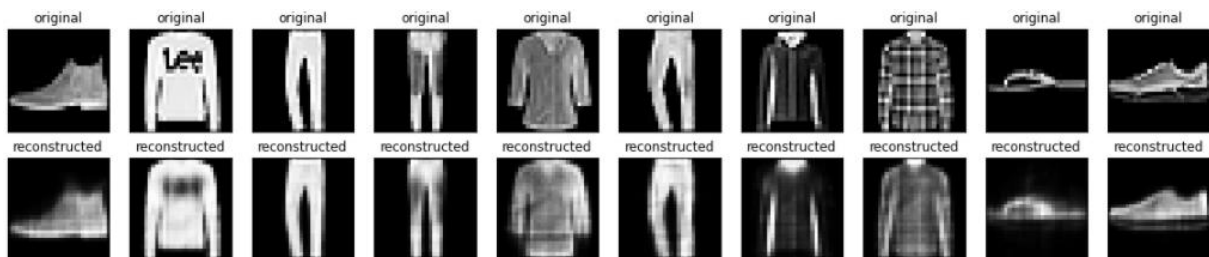 original original original original original original original original original original
Lee
reconstructed reconstructed reconstructed reconstructed reconstructed reconstructed reconstructed reconstructed reconstructed reconstructed